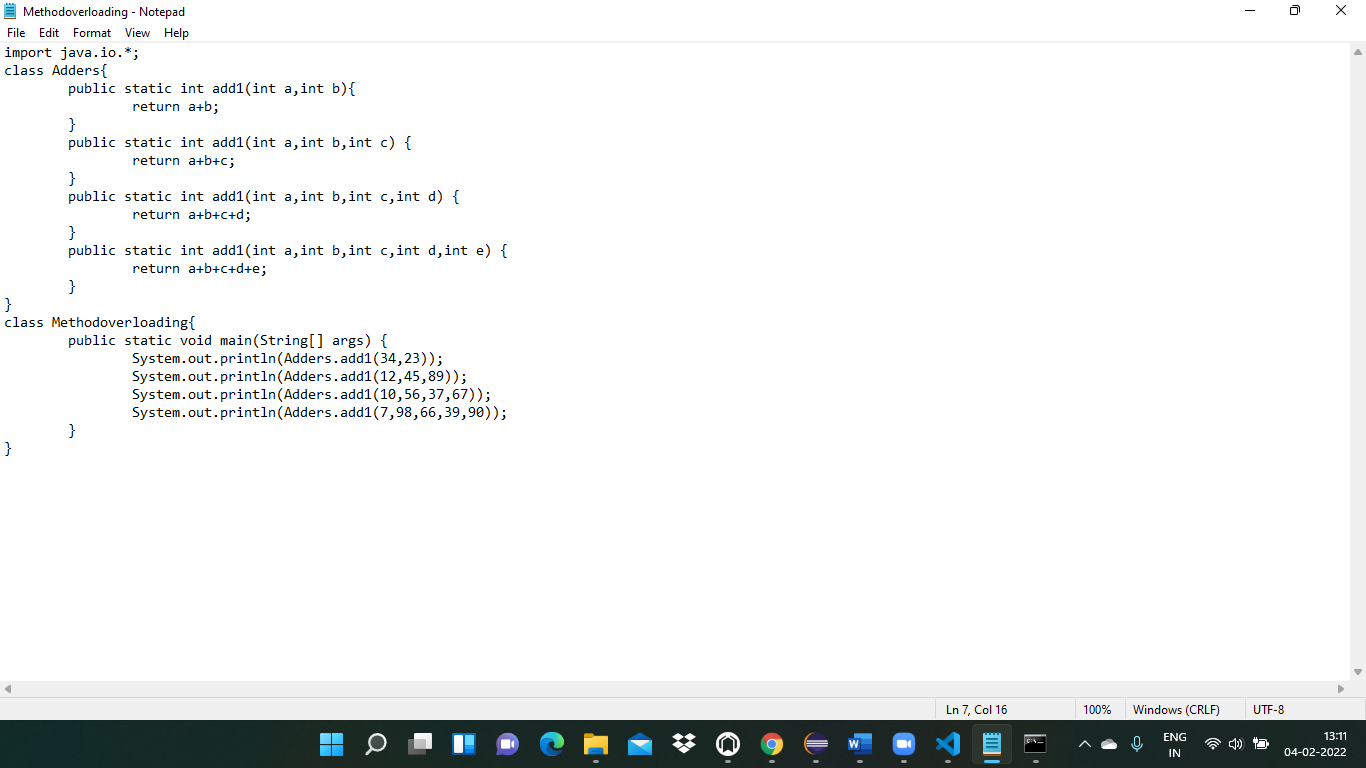 Methodoverloading - Notepad
File Edit Format View Help
import java.io.*;
class Adders{
        public static int add1(int a,int b){
                return a+b;
        }
        public static int add1(int a,int b,int c) {
                return a+b+c;
        }
        public static int add1(int a,int b,int c,int d) {
                return a+b+c+d;
        }
        public static int add1(int a,int b,int c,int d,int e) {
                return a+b+c+d+e;
        }
}
class Methodoverloading{
        public static void main(String[] args) {
                System.out.println(Adders.add1(34,23));
                System.out.println(Adders.add1(12,45,89));
                System.out.println(Adders.add1(10,56,37,67));
                System.out.println(Adders.add1(7,98,66,39,90));
        }
}
Ln 7, Col 16 100% Windows (CRLF) UTF-8
ENG 13:11
IN 04-02-2022